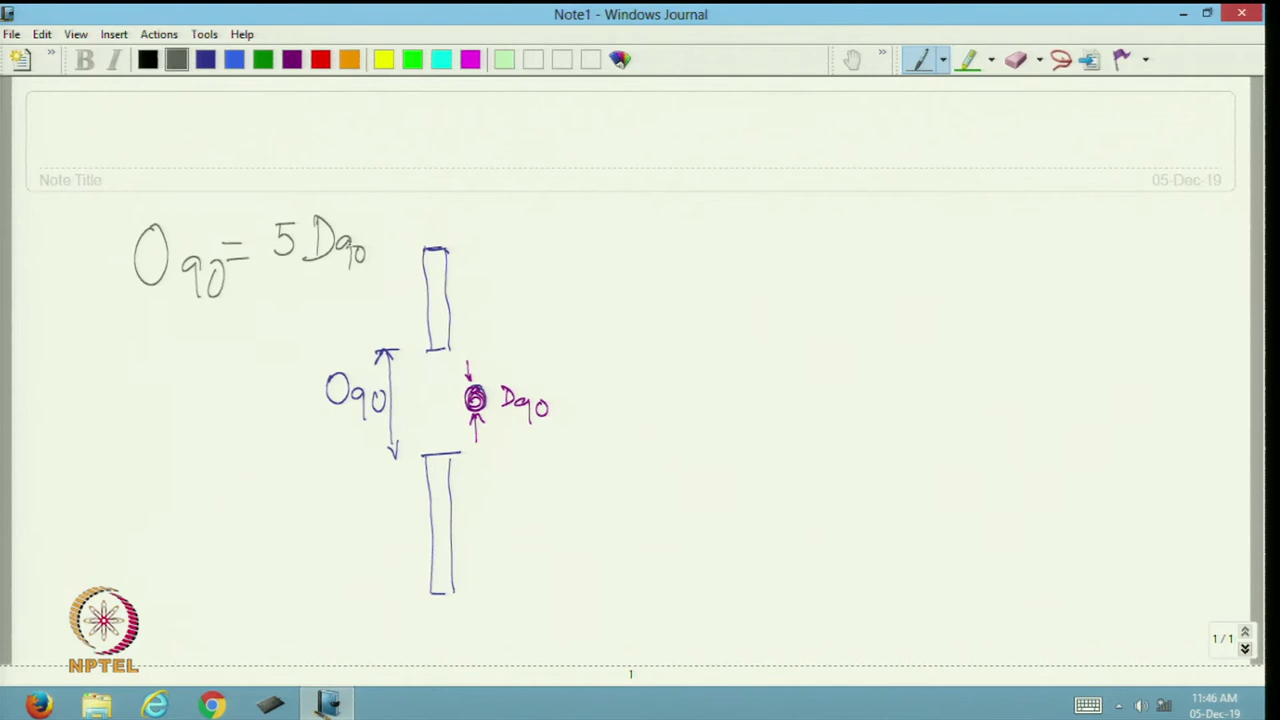 Note1 - Windows Journal
File Edit View Insert Actions Tools Help
B I
Note Title
05-Dec-19
O90 = 5 D90
O90
D90
1 / 1
NPTEL
1
11:46 AM
05-Dec-19